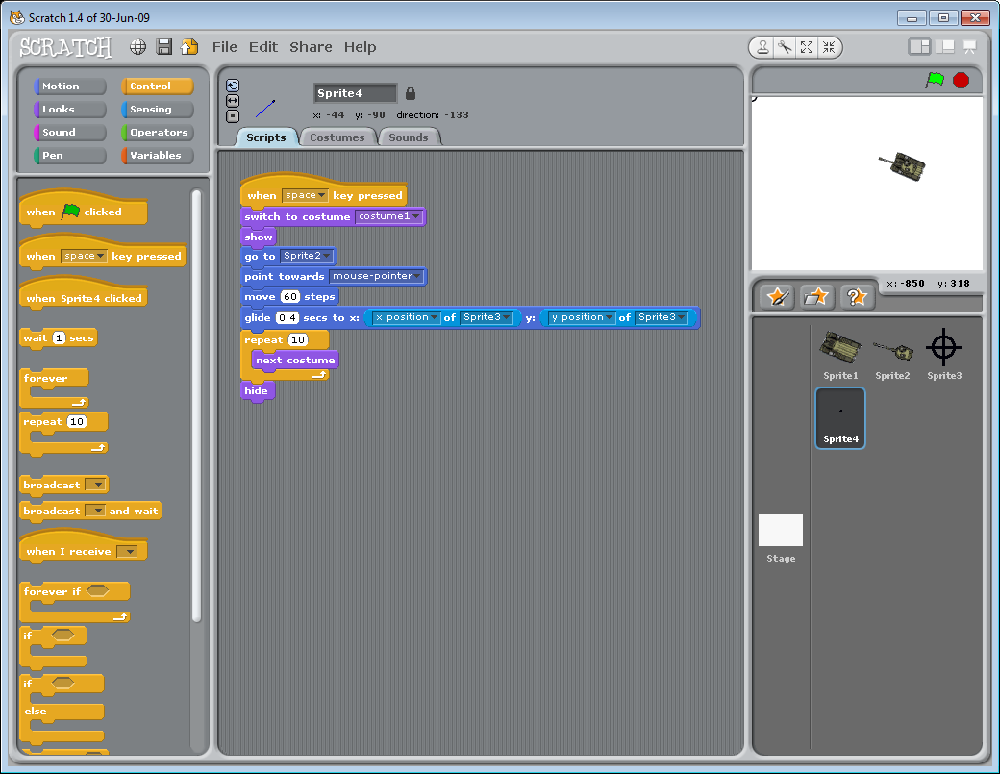 Scratch 1.4 of 30-Jun-09
SCRATCH File Edit Share Help
Motion Control
Looks Sensing
Sound Operators
Pen Variables
when clicked
when space key pressed
when Sprite4 clicked
wait 1 secs
forever
repeat 10
broadcast
broadcast and wait
when I receive
forever if
if
if
else
Sprite4
x: -44 y: -90 direction: -133
Scripts Costumes Sounds
when space key pressed
switch to costume costume1
show
go to Sprite2
point towards mouse-pointer
move 60 steps
glide 0.4 secs to x: x position of Sprite3 y: y position of Sprite3
repeat 10
next costume
hide
x: -850 y: 318
Sprite1 Sprite2 Sprite3
Sprite4
Stage